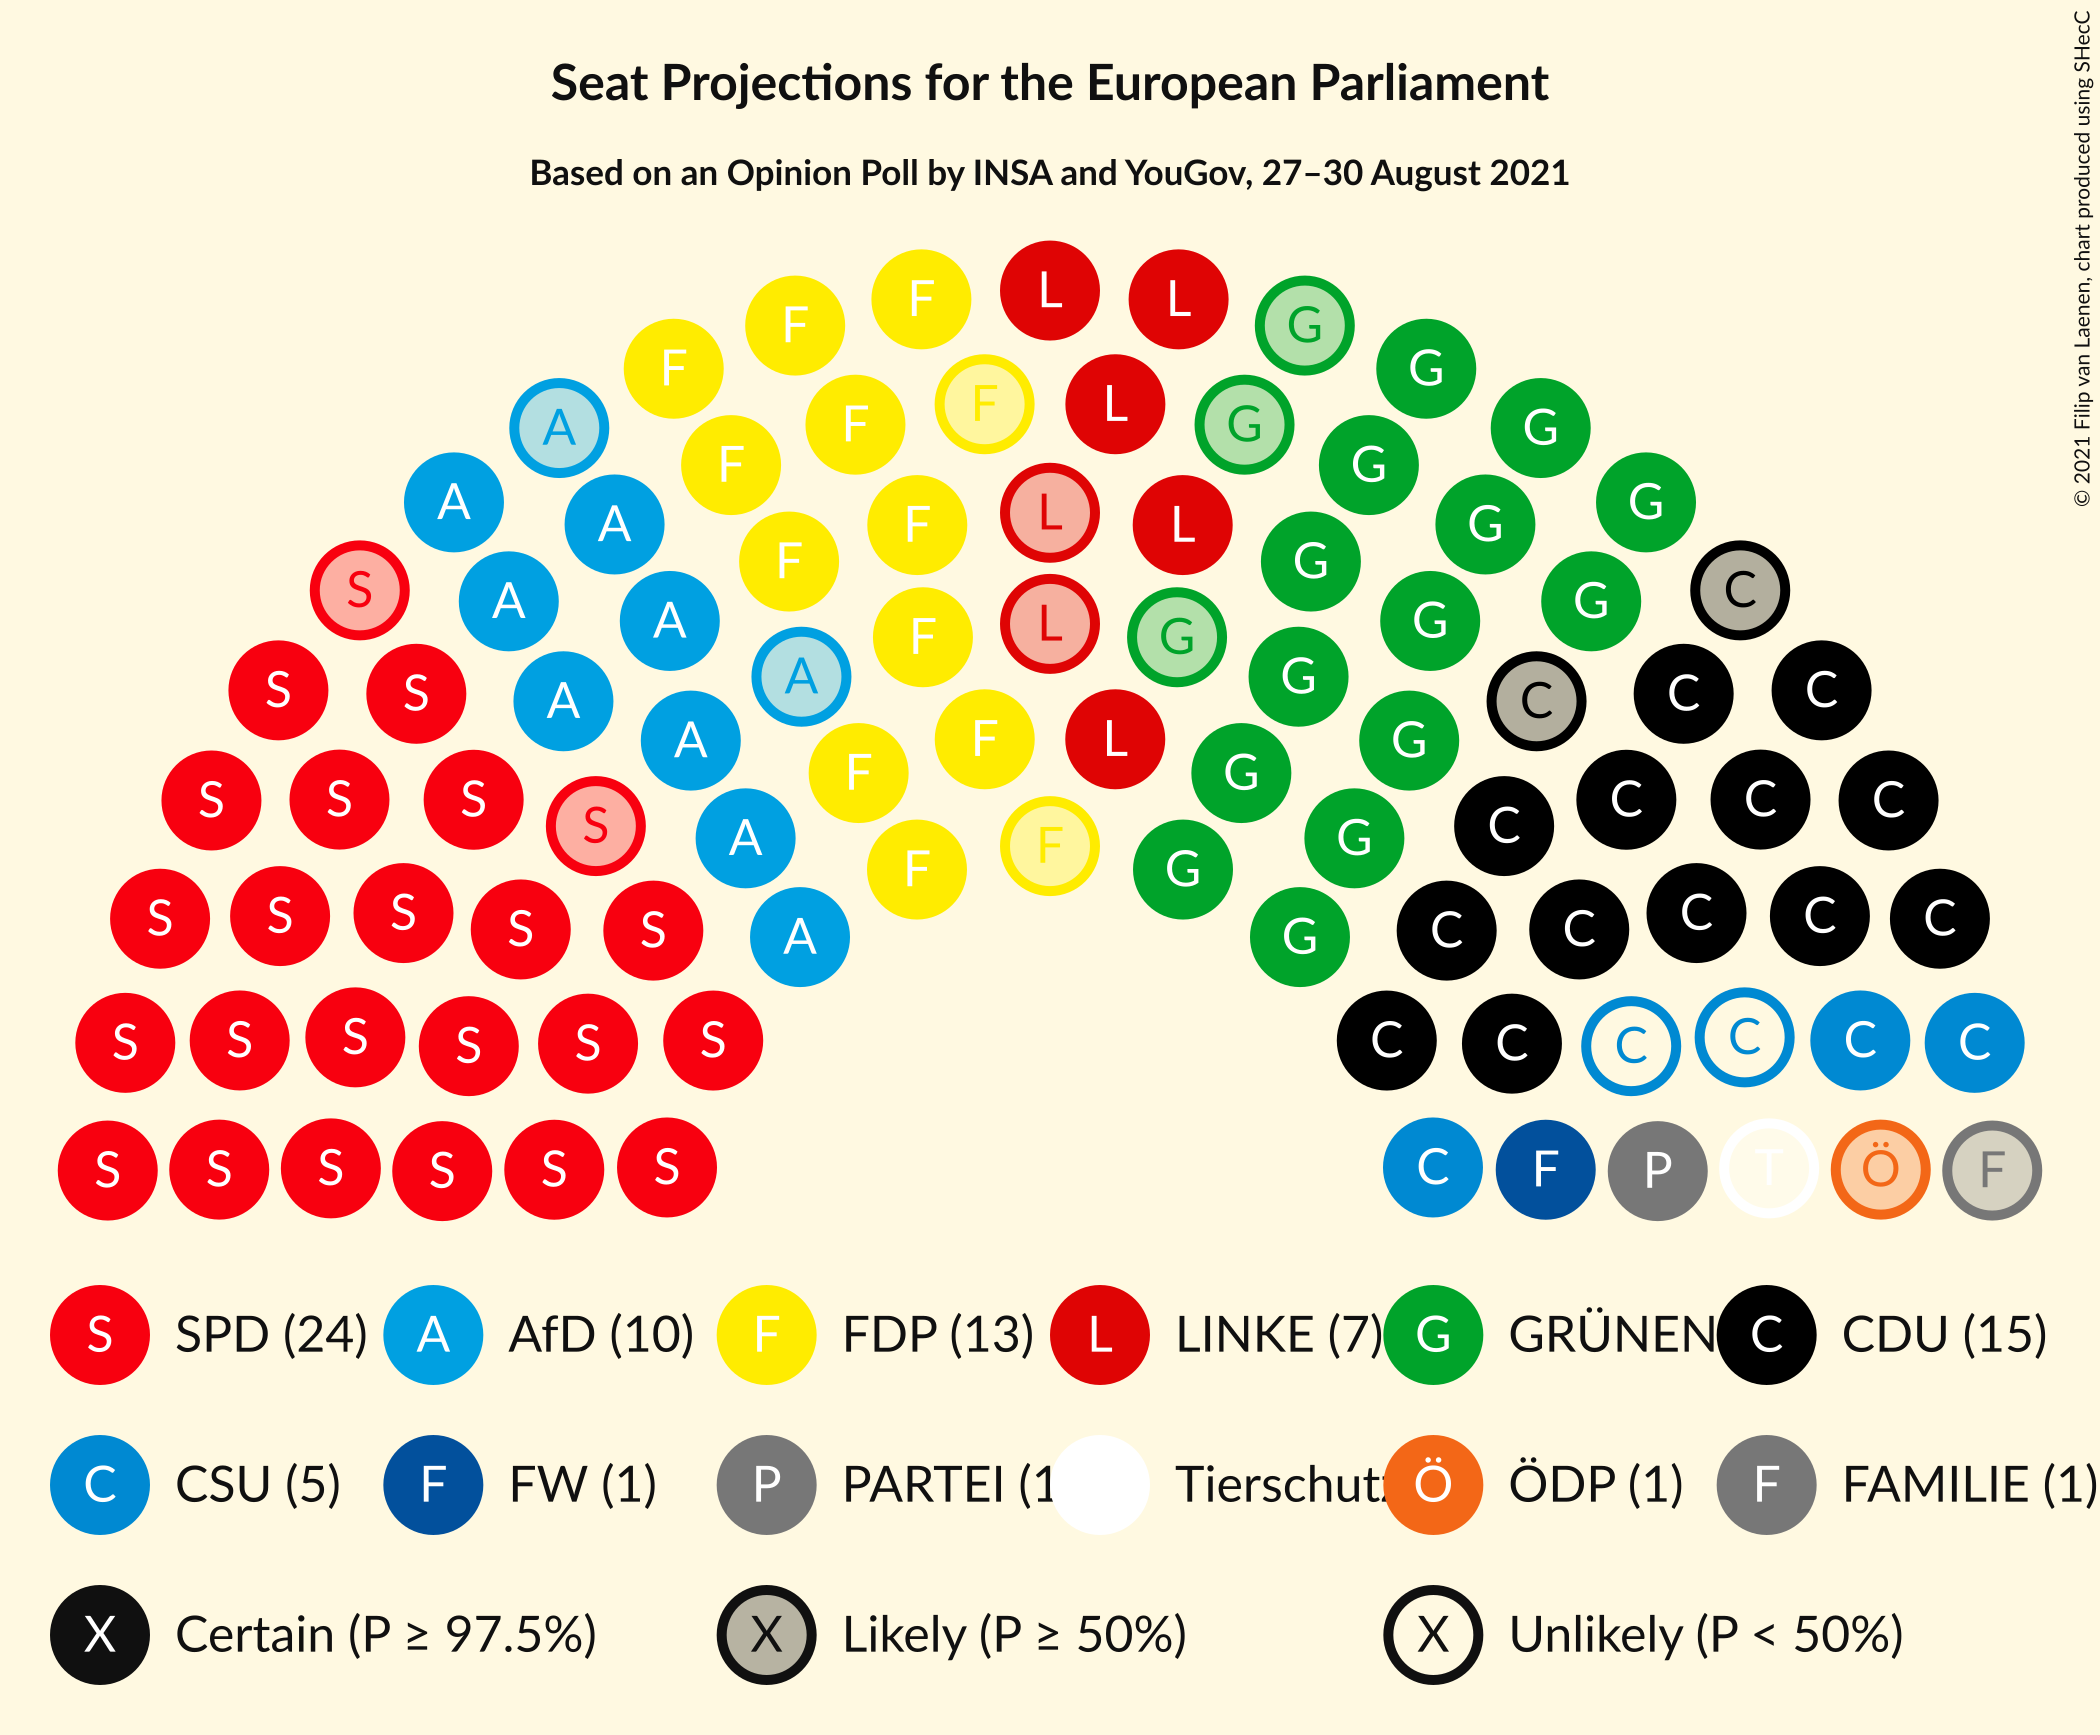 Seat Projections for the European Parliament
Based on an Opinion Poll by INSA and YouGov, 27–30 August 2021
© 2021 Filip van Laenen, chart produced using SHecC
L
F L
F G
F F L G
A F G G
F G
A A F L L G G
F G
S A A F L G G C
A A F G G
S S A G C C C
A F L G
S S S F G C C C
S A G C
S S S S S F F G C C C C C
A G
S S S S S S C C C C C C
S S S S S S C F P T Ö F
S SPD (24) A AfD (10) F FDP (13) L LINKE (7) G GRÜNEN C CDU (15)
C CSU (5) F FW (1) P PARTEI (1 Tierschutz Ö ÖDP (1) F FAMILIE (1)
X Certain (P ≥ 97.5%) X Likely (P ≥ 50%) X Unlikely (P < 50%)